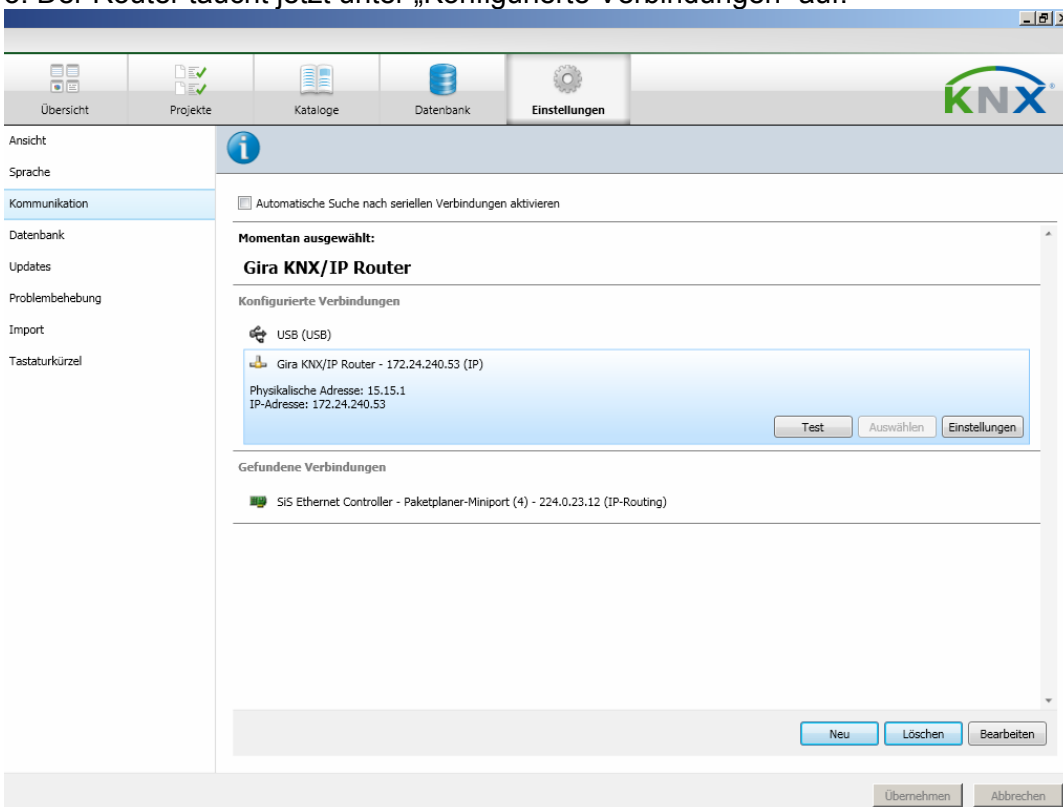 Der Router taucht jetzt unter „Konfigurierte Verbindungen“ auf.
Übersicht
Projekte
Kataloge
Datenbank
Einstellungen
KNX®
Ansicht
Sprache
Kommunikation
Datenbank
Updates
Problembehebung
Import
Tastaturkürzel
Automatische Suche nach seriellen Verbindungen aktivieren
Momentan ausgewählt:
Gira KNX/IP Router
Konfigurierte Verbindungen
USB (USB)
Gira KNX/IP Router - 172.24.240.53 (IP)
Physikalische Adresse: 15.15.1
IP-Adresse: 172.24.240.53
Test Auswählen Einstellungen
Gefundene Verbindungen
SiS Ethernet Controller - Paketplaner-Miniport (4) - 224.0.23.12 (IP-Routing)
Neu Löschen Bearbeiten
Übernehmen Abbrechen